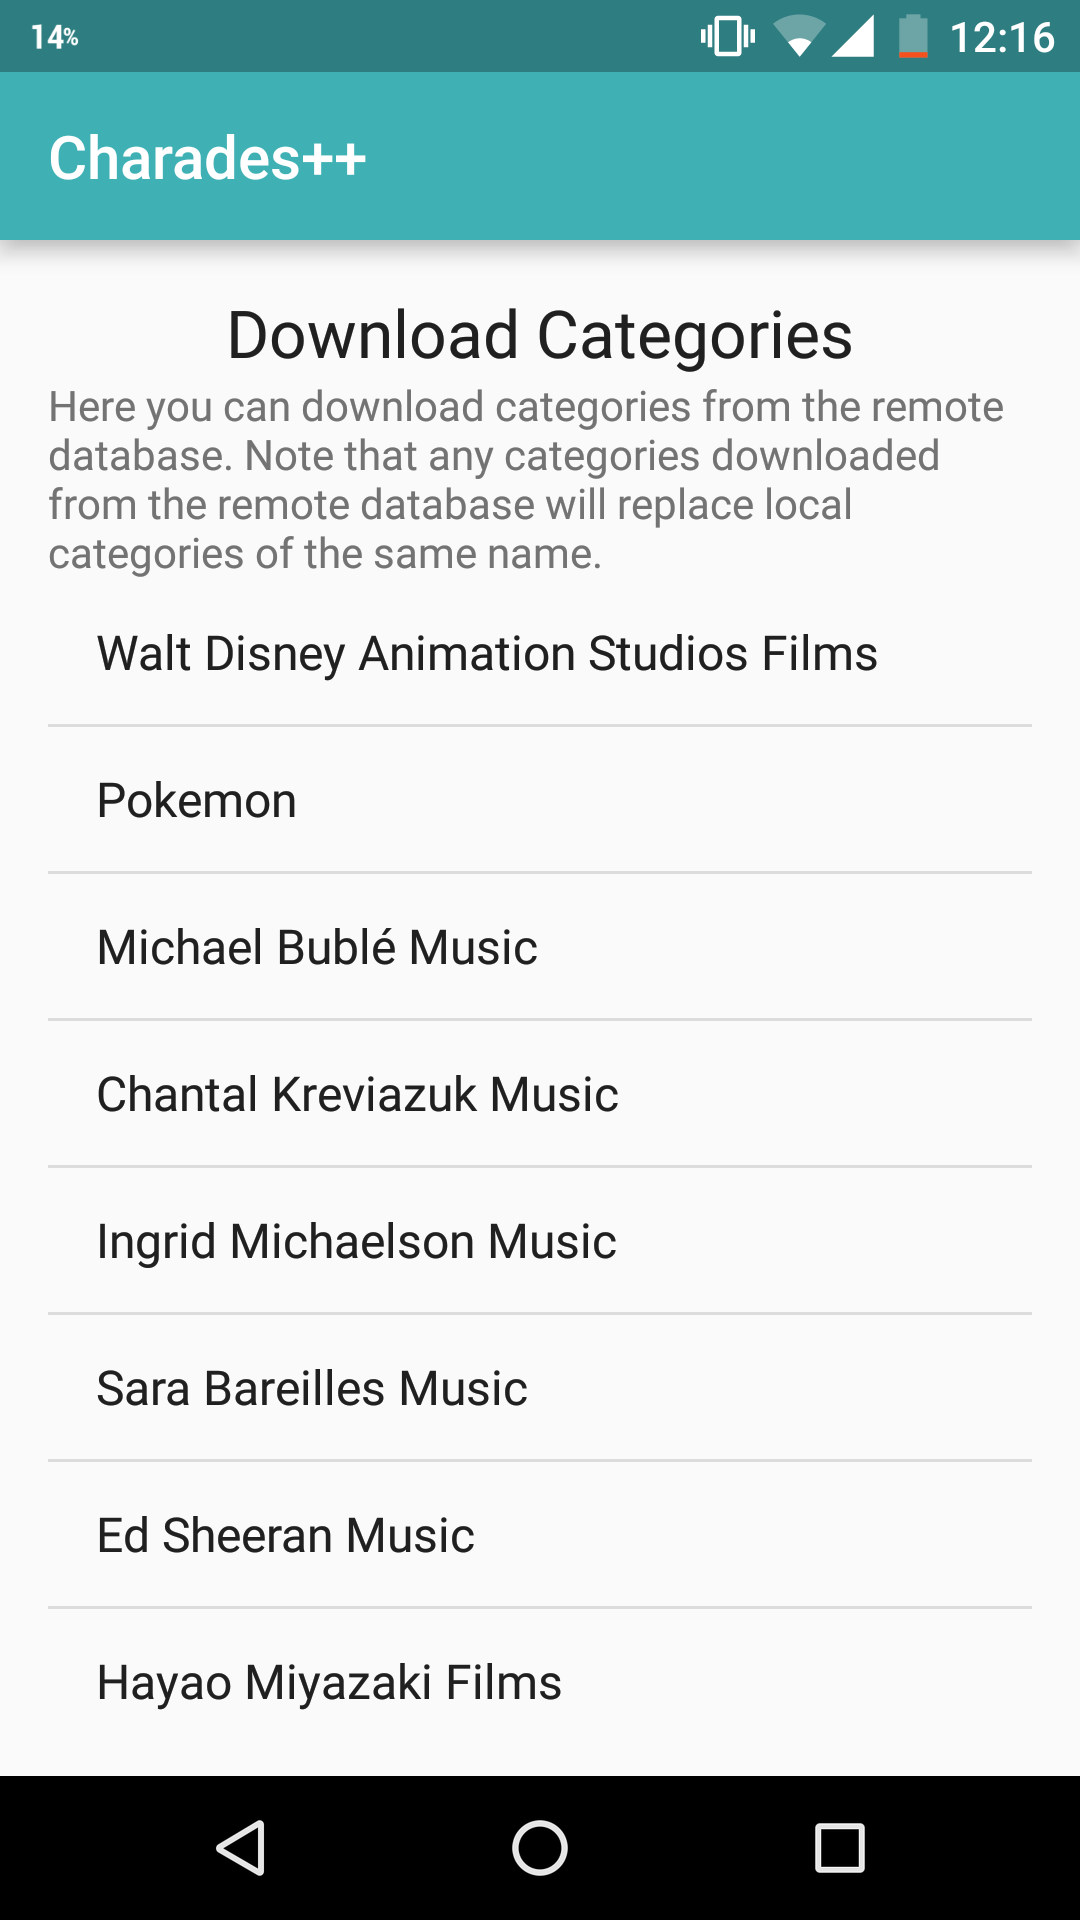 14%
12:16
Charades++
Download Categories
Here you can download categories from the remote
database. Note that any categories downloaded
from the remote database will replace local
categories of the same name.
Walt Disney Animation Studios Films
Pokemon
Michael Bublé Music
Chantal Kreviazuk Music
Ingrid Michaelson Music
Sara Bareilles Music
Ed Sheeran Music
Hayao Miyazaki Films